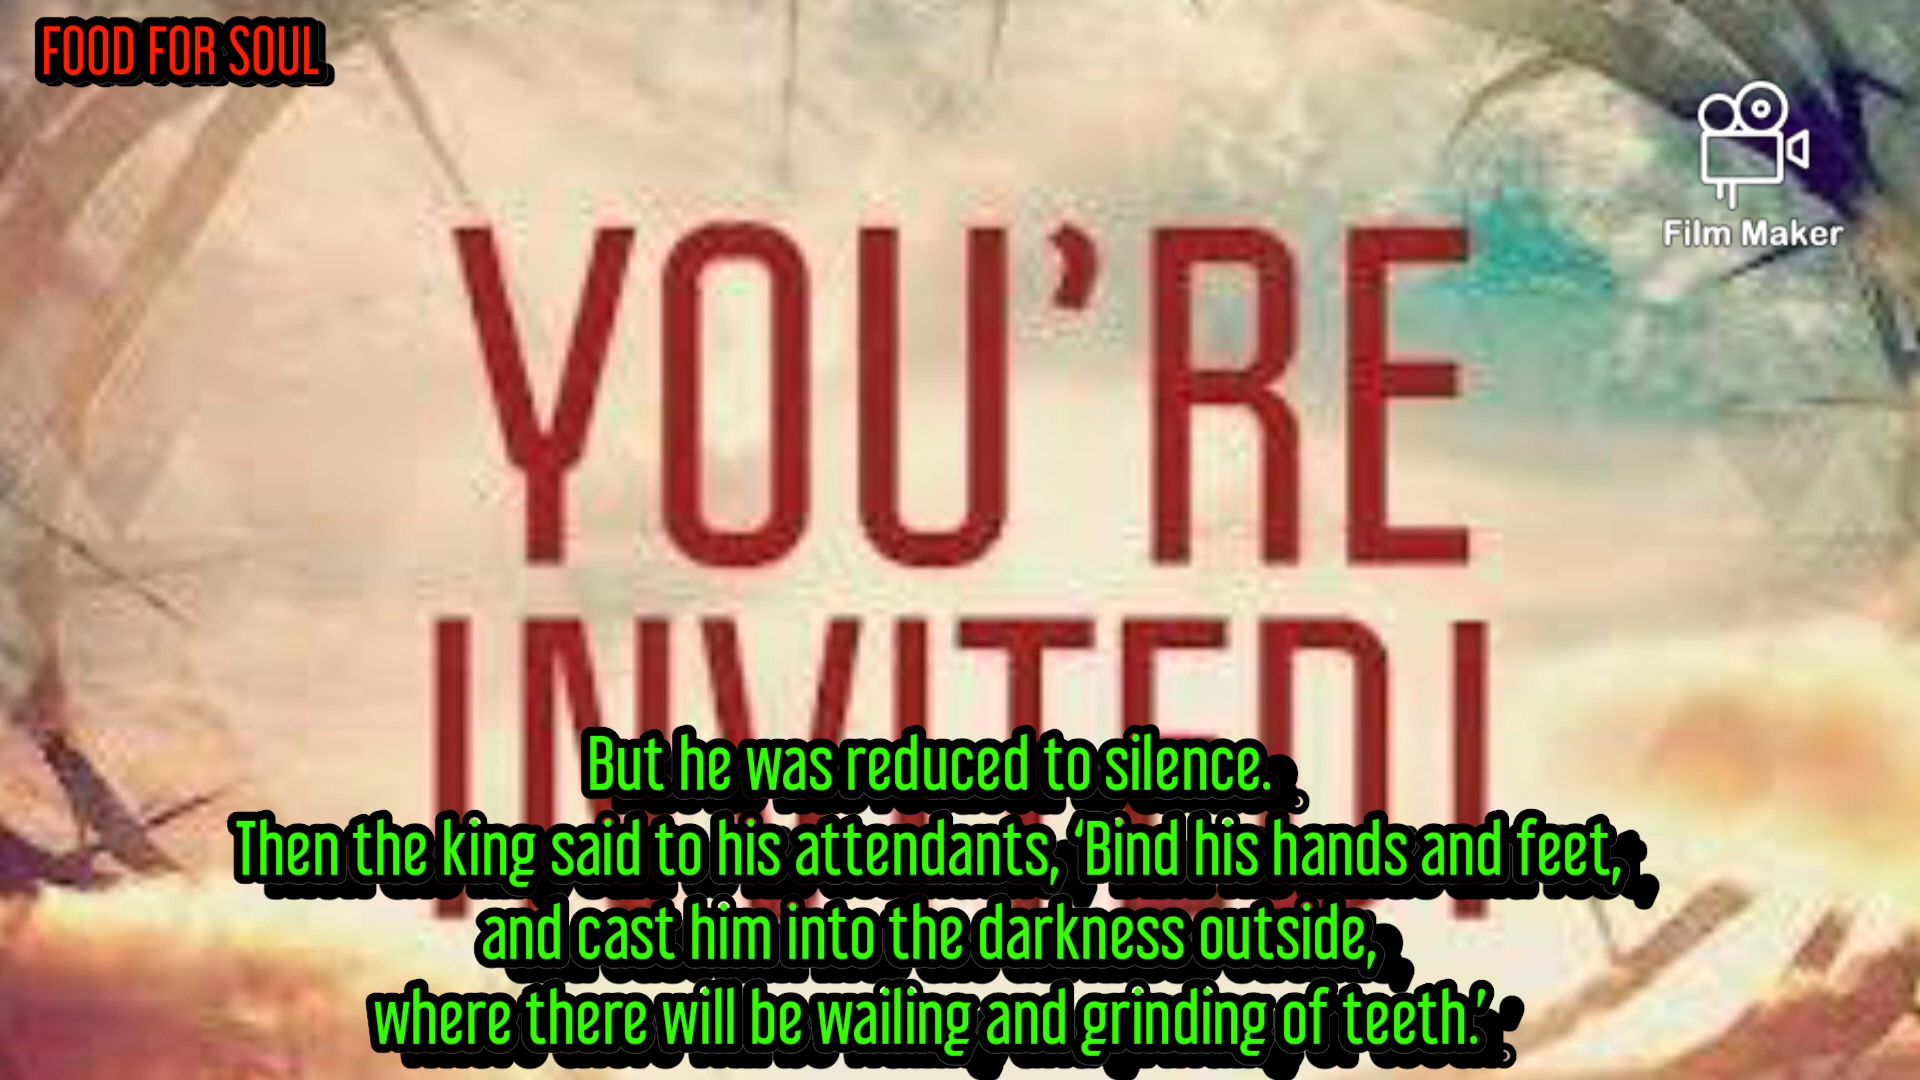 FOOD FOR SOUL
Film Maker
YOU’RE
INVITED!
But he was reduced to silence.
Then the king said to his attendants, ‘Bind his hands and feet,
and cast him into the darkness outside,
where there will be wailing and grinding of teeth.’